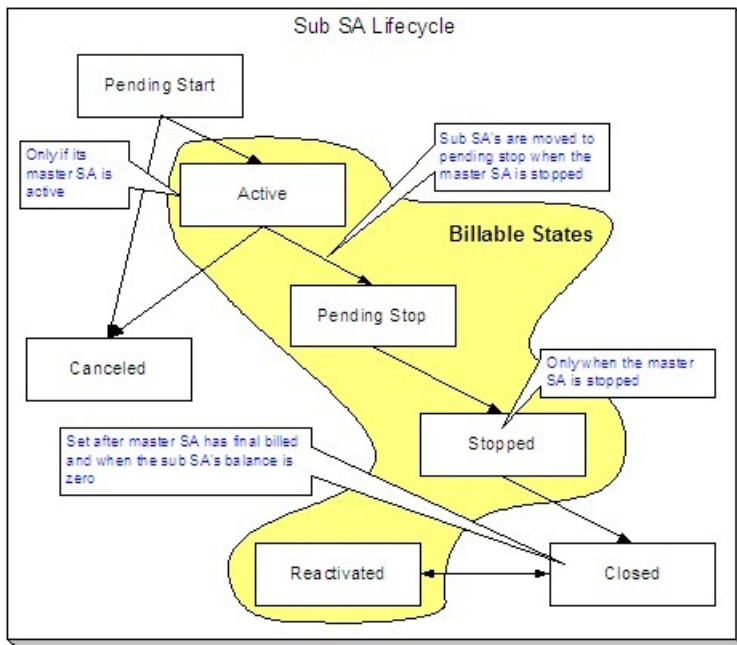 Sub SA Lifecycle
Pending Start
Only if its
master SA is
active
Sub SA's are moved to
pending stop when the
master SA is stopped
Active
Billable States
Pending Stop
Canceled
Only when the master
SA is stopped
Stopped
Set after master SA has final billed
and when the sub SA's balance is
zero
Reactivated
Closed